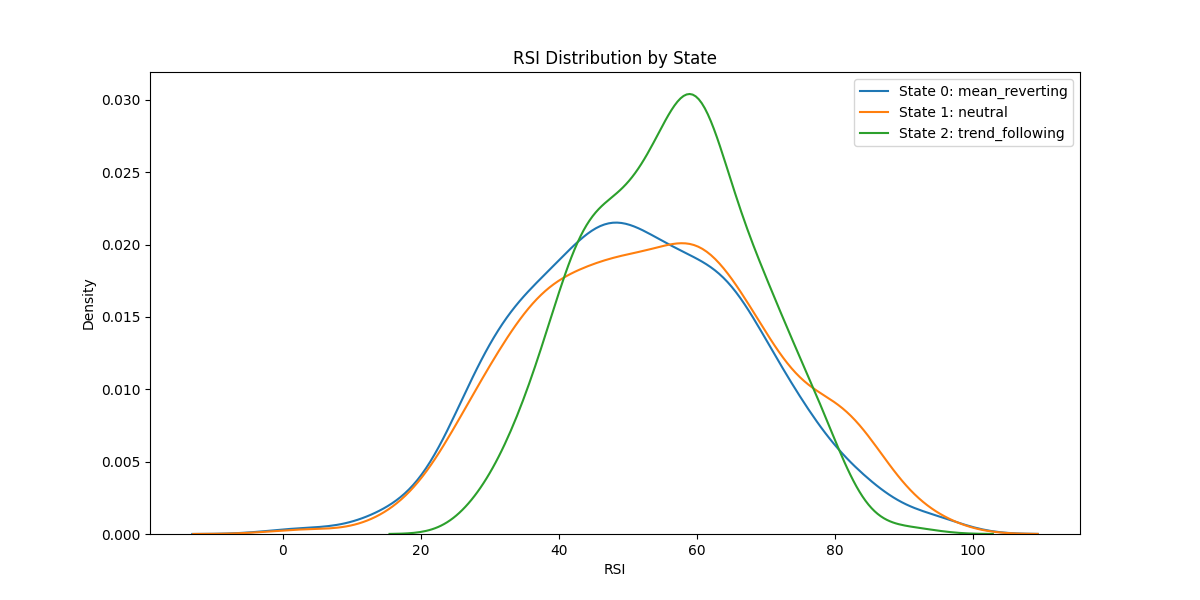 RSI Distribution by State
State 0: mean_reverting
State 1: neutral
State 2: trend_following
0.030
0.025
0.020
0.015
0.010
0.005
0.000
Density
0 20 40 60 80 100
RSI